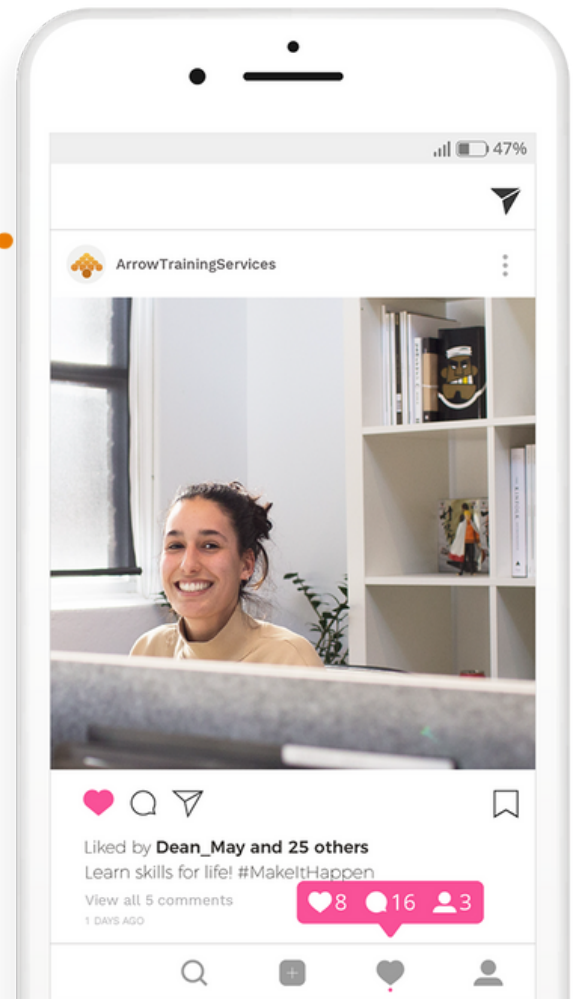 47%
ArrowTrainingServices
Liked by Dean_May and 25 others
Learn skills for life! #MakeItHappen
View all 5 comments
1 DAYS AGO
8 16 3